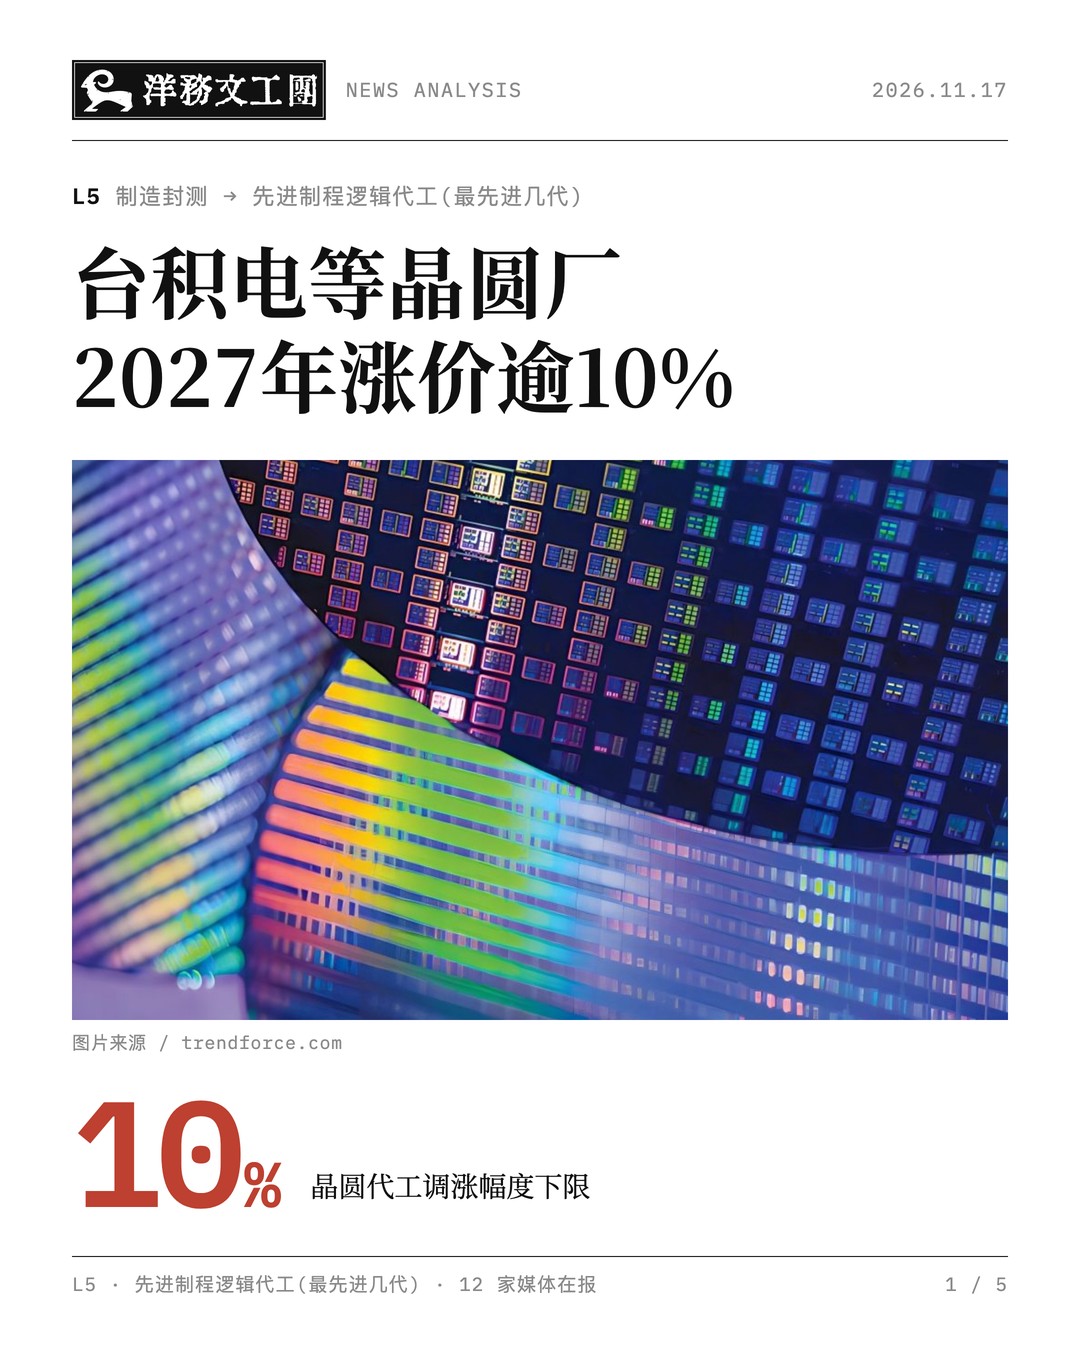 洋務文工團
NEWS ANALYSIS
2026.11.17
L5 制造封测 → 先进制程逻辑代工(最先进几代)
台积电等晶圆厂
2027年涨价逾10%
图片来源 / trendforce.com
10% 晶圆代工调涨幅度下限
L5 · 先进制程逻辑代工(最先进几代) · 12 家媒体在报
1 / 5